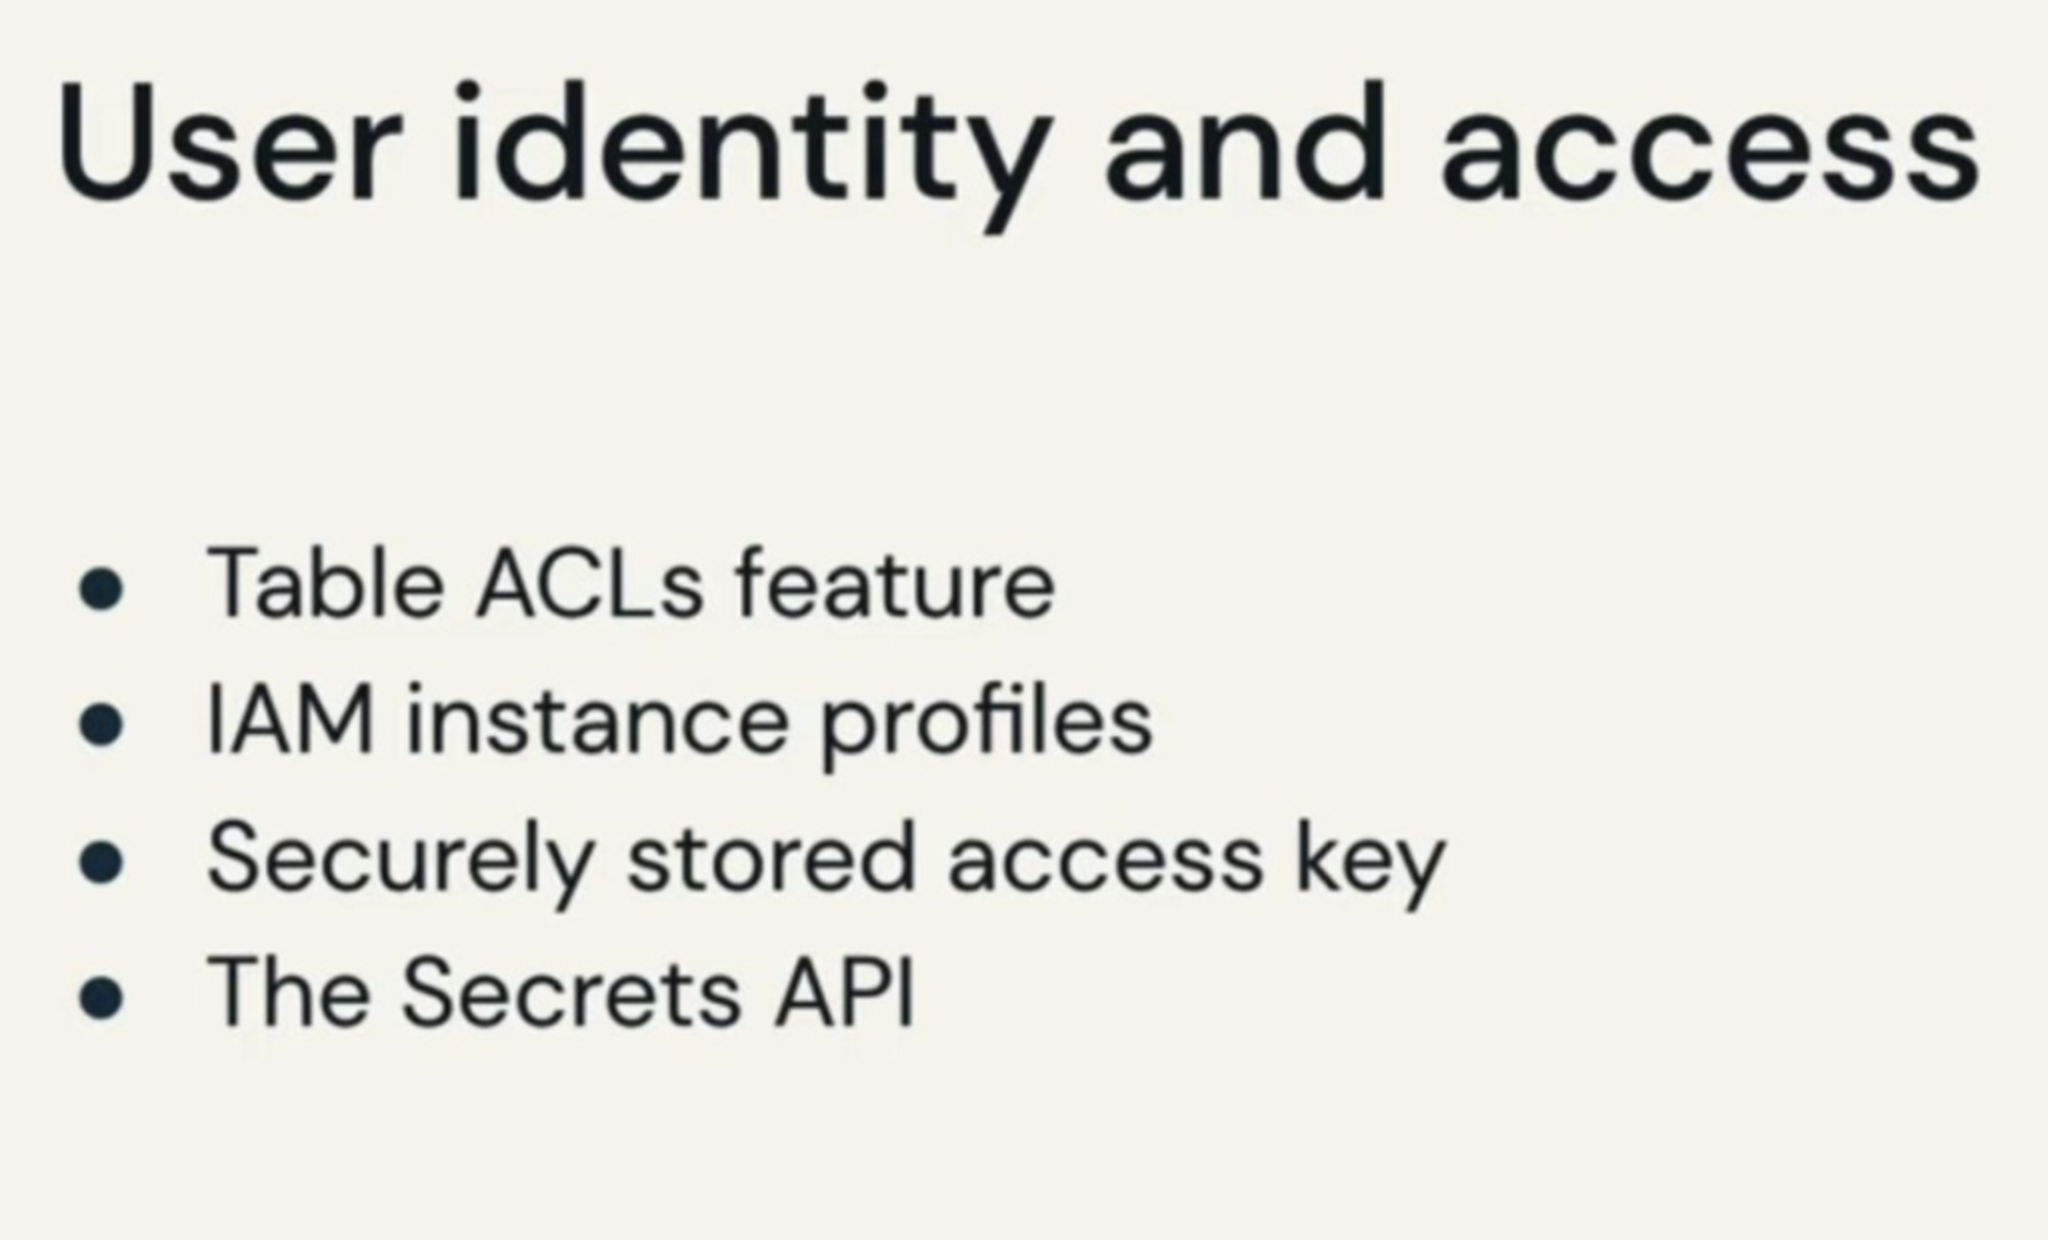 User identity and access
Table ACLs feature
IAM instance profiles
Securely stored access key
The Secrets API